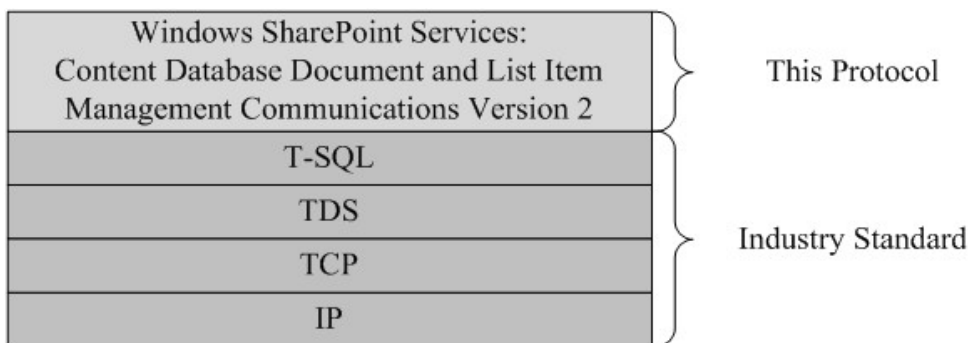 Windows SharePoint Services:
Content Database Document and List Item
Management Communications Version 2
This Protocol
T-SQL
TDS
TCP
IP
Industry Standard